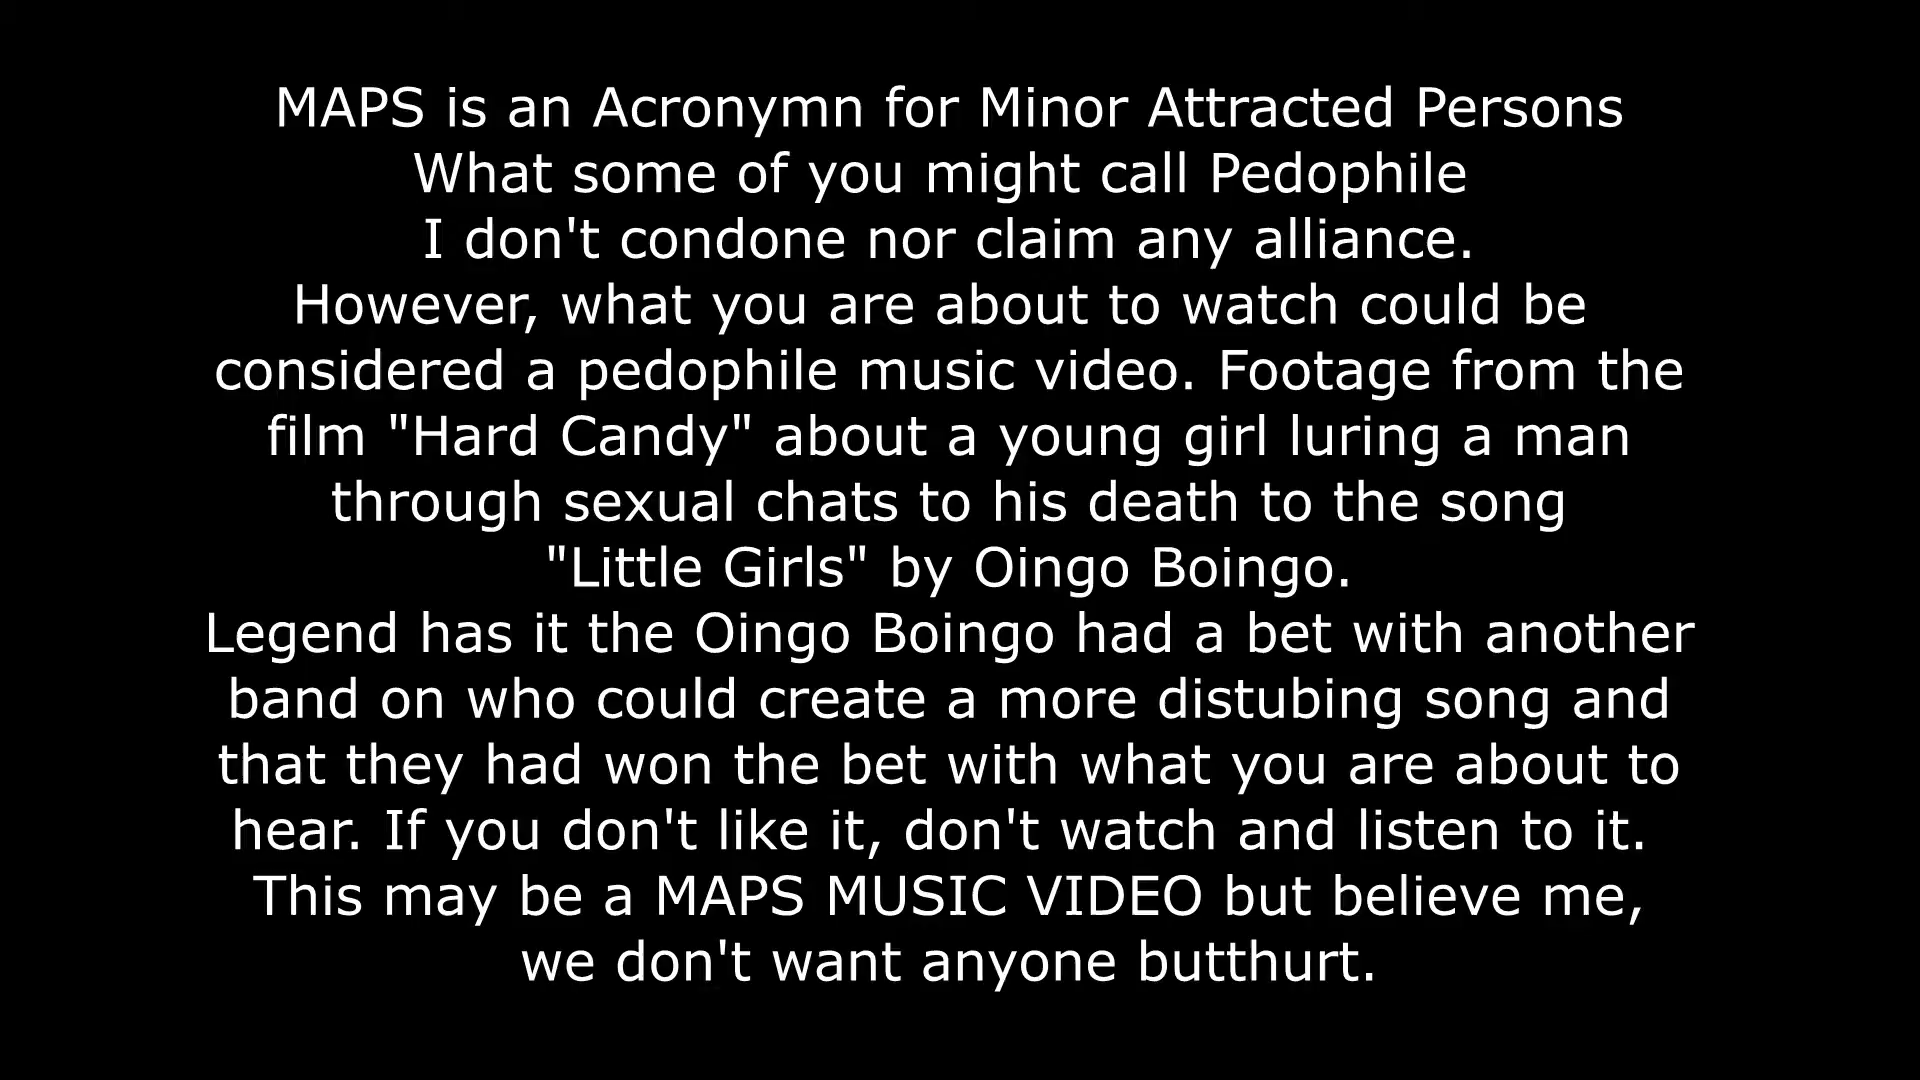 MAPS is an Acronymn for Minor Attracted Persons
What some of you might call Pedophile
I don't condone nor claim any alliance.
However, what you are about to watch could be
considered a pedophile music video. Footage from the
film "Hard Candy" about a young girl luring a man
through sexual chats to his death to the song
"Little Girls" by Oingo Boingo.
Legend has it the Oingo Boingo had a bet with another
band on who could create a more distubing song and
that they had won the bet with what you are about to
hear. If you don't like it, don't watch and listen to it.
This may be a MAPS MUSIC VIDEO but believe me,
we don't want anyone butthurt.